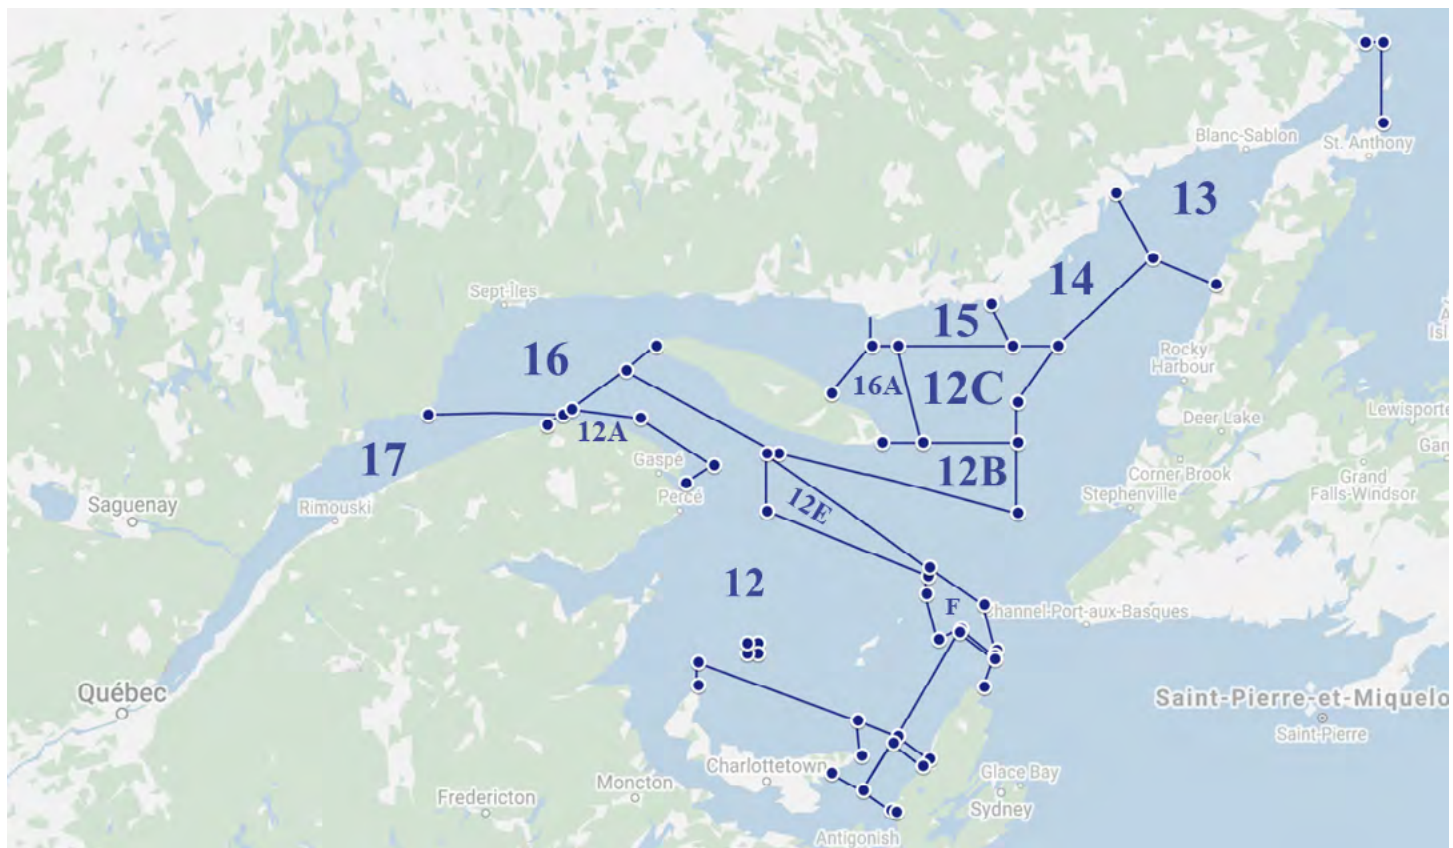 Blanc-Sablon
St. Anthony
13
14
Sept-Îles
15
16
Rocky
Harbour
16A
12C
Deer Lake
Lewisporte
12A
17
Gaspé
12B
Corner Brook
Grand
Falls-Windsor
Stephenville
Percé
12E
Saguenay
Rimouski
12
F
Channel-Port-aux-Basques
Québec
Saint-Pierre-et-Miquelo
Saint-Pierre
Charlottetown
Moncton
Glace Bay
Sydney
Fredericton
Antigonish